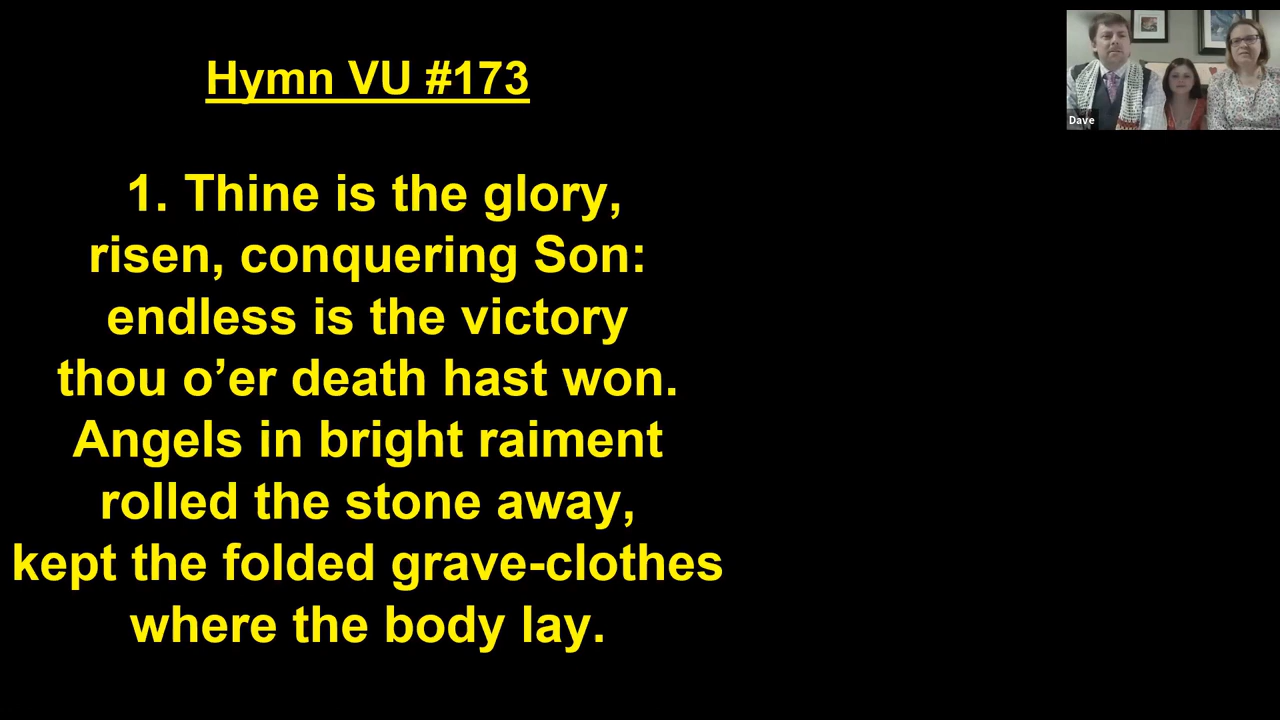 Hymn VU #173
1. Thine is the glory,
risen, conquering Son:
endless is the victory
thou o’er death hast won.
Angels in bright raiment
rolled the stone away,
kept the folded grave-clothes
where the body lay.
Dave